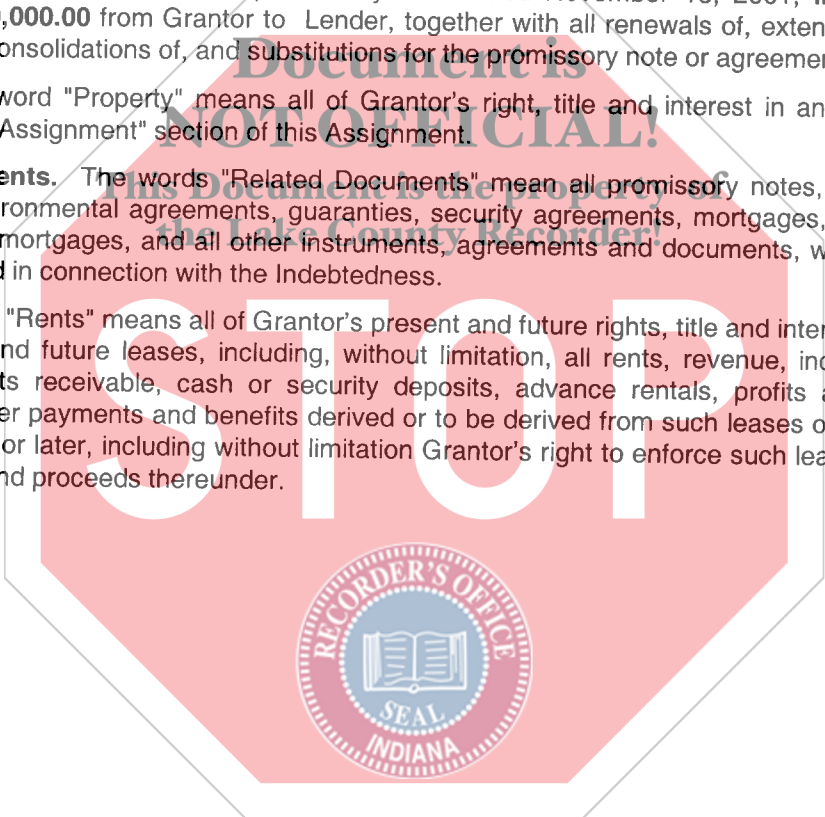 ,000.00 from Grantor to Lender, together with all renewals of, exten
onsolidations of, and substitutions for the promissory note or agreemen
Document is
word "Property" means all of Grantor's right, title and interest in an
NOT OFFICIAL!
Assignment" section of this Assignment.
ents. The words "Related Documents" mean all promissory notes,
This Document is the property of
ronmental agreements, guaranties, security agreements, mortgages,
the Lake County Recorder!
mortgages, and all other instruments, agreements and documents, w
d in connection with the Indebtedness.
"Rents" means all of Grantor's present and future rights, title and inter
nd future leases, including, without limitation, all rents, revenue, inc
ts receivable, cash or security deposits, advance rentals, profits a
er payments and benefits derived or to be derived from such leases o
or later, including without limitation Grantor's right to enforce such lea
nd proceeds thereunder.
STOP
RECORDER'S OFFICE
SEAL
INDIANA